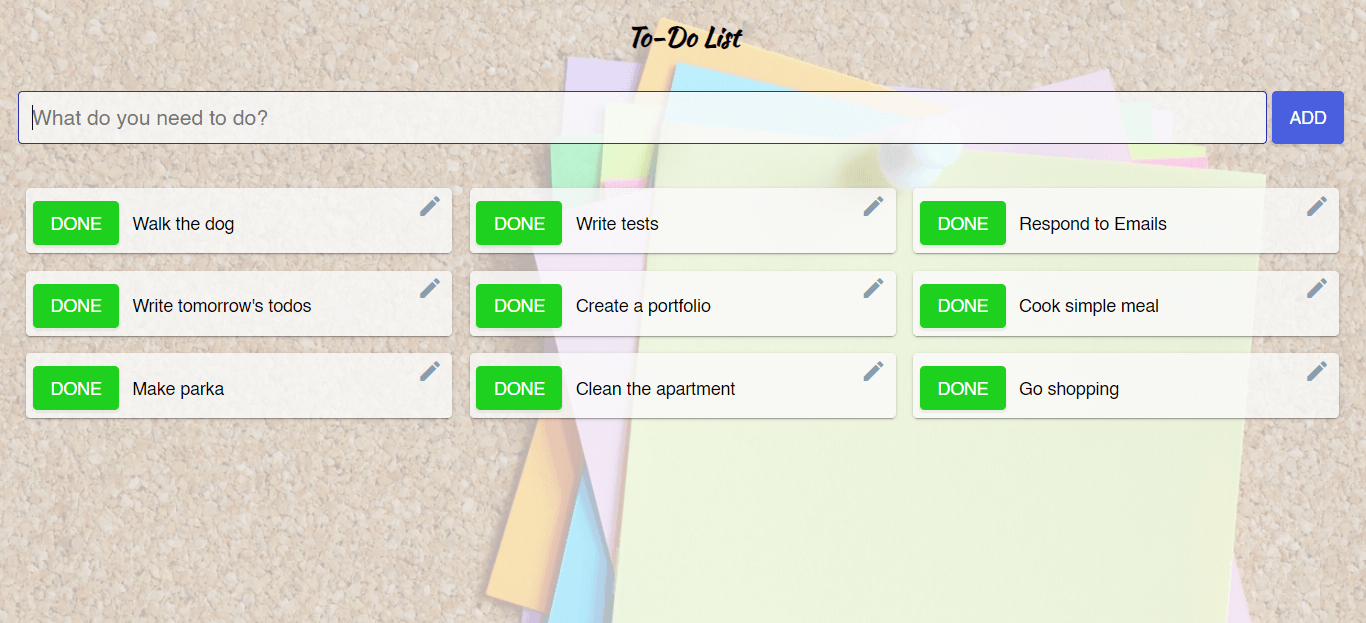 To-Do List
What do you need to do? ADD
DONE Walk the dog DONE Write tests DONE Respond to Emails
DONE Write tomorrow's todos DONE Create a portfolio DONE Cook simple meal
DONE Make parka DONE Clean the apartment DONE Go shopping